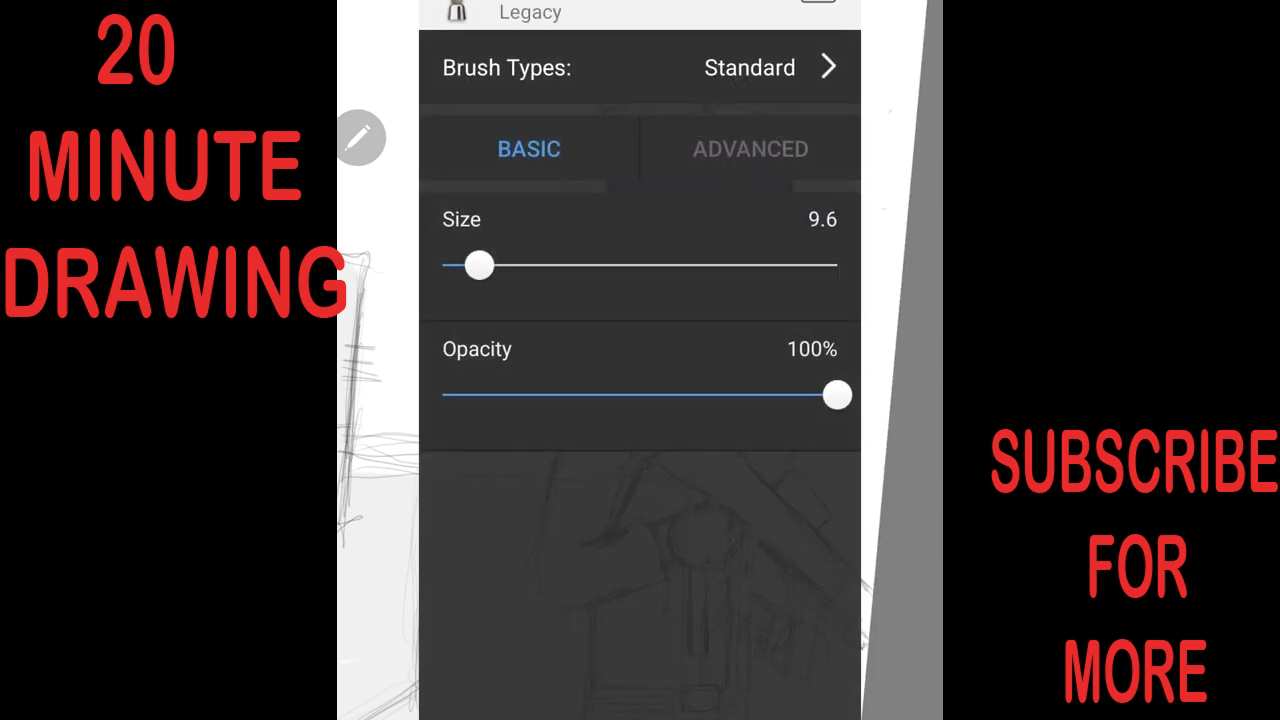 20
MINUTE
DRAWING
Legacy
Brush Types: Standard
BASIC ADVANCED
Size 9.6
Opacity 100%
SUBSCRIBE
FOR
MORE